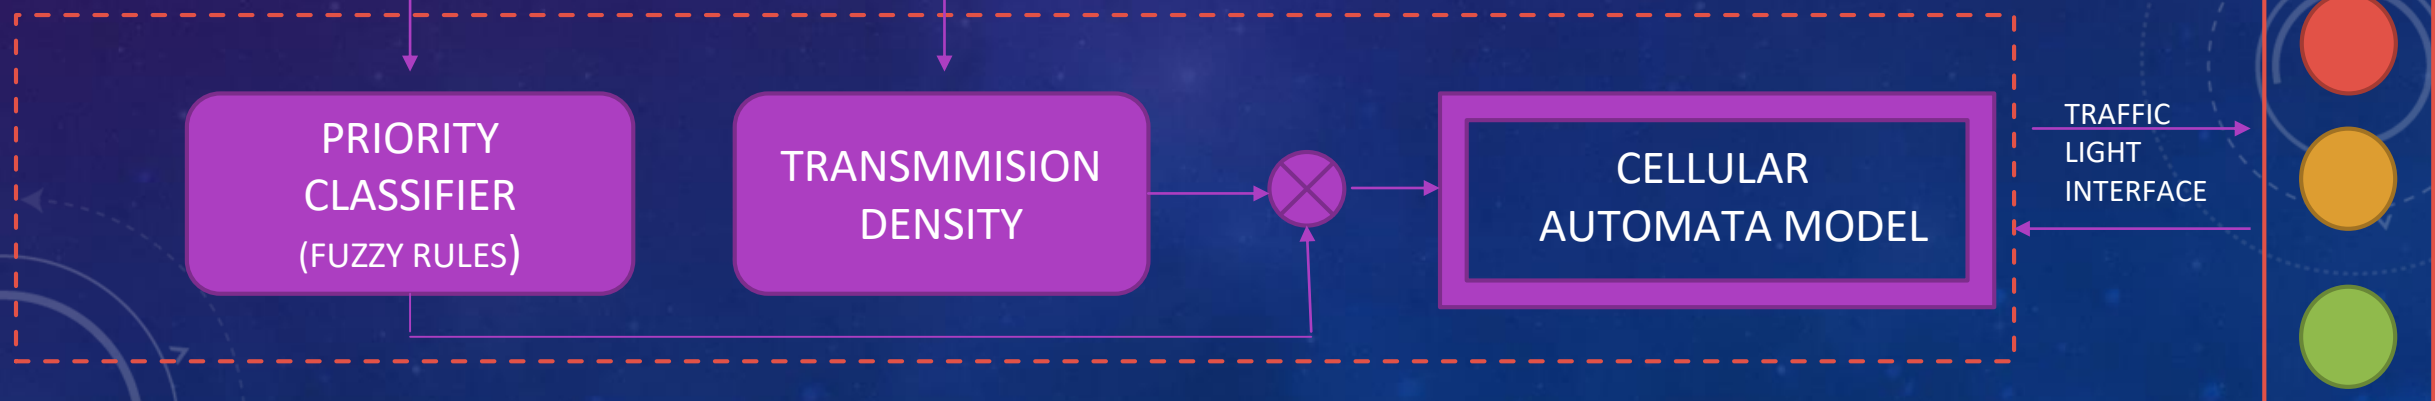 PRIORITY
CLASSIFIER
(FUZZY RULES)
TRANSMMISION
DENSITY
CELLULAR
AUTOMATA MODEL
TRAFFIC
LIGHT
INTERFACE